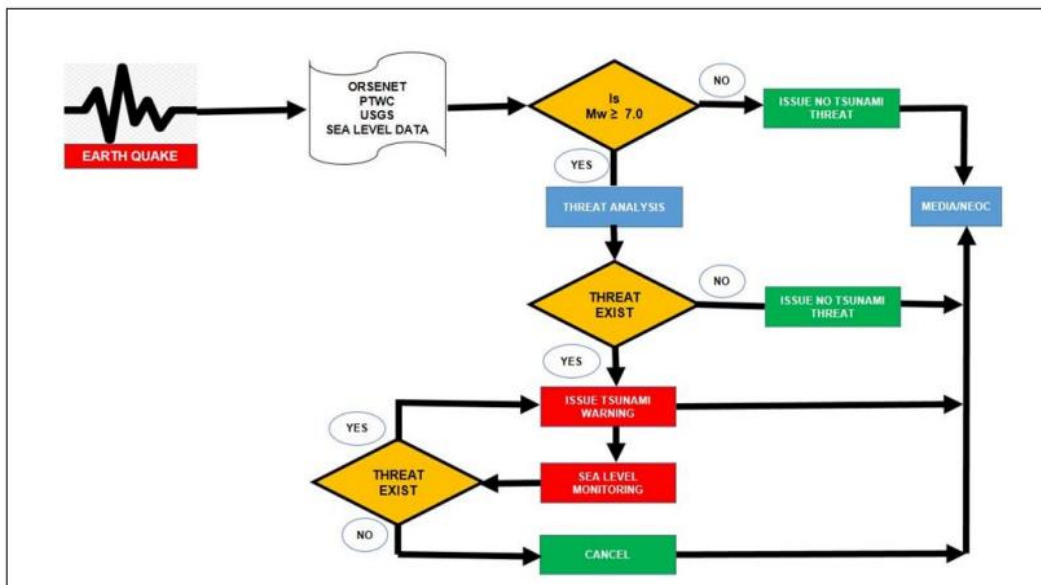 EARTH QUAKE
ORSENET
PTWC
USGS
SEA LEVEL DATA
Is
Mw ≥ 7.0
NO
ISSUE NO TSUNAMI
THREAT
YES
THREAT ANALYSIS
MEDIA/NEOC
THREAT
EXIST
NO
ISSUE NO TSUNAMI
THREAT
YES
ISSUE TSUNAMI
WARNING
YES
THREAT
EXIST
SEA LEVEL
MONITORING
NO
CANCEL